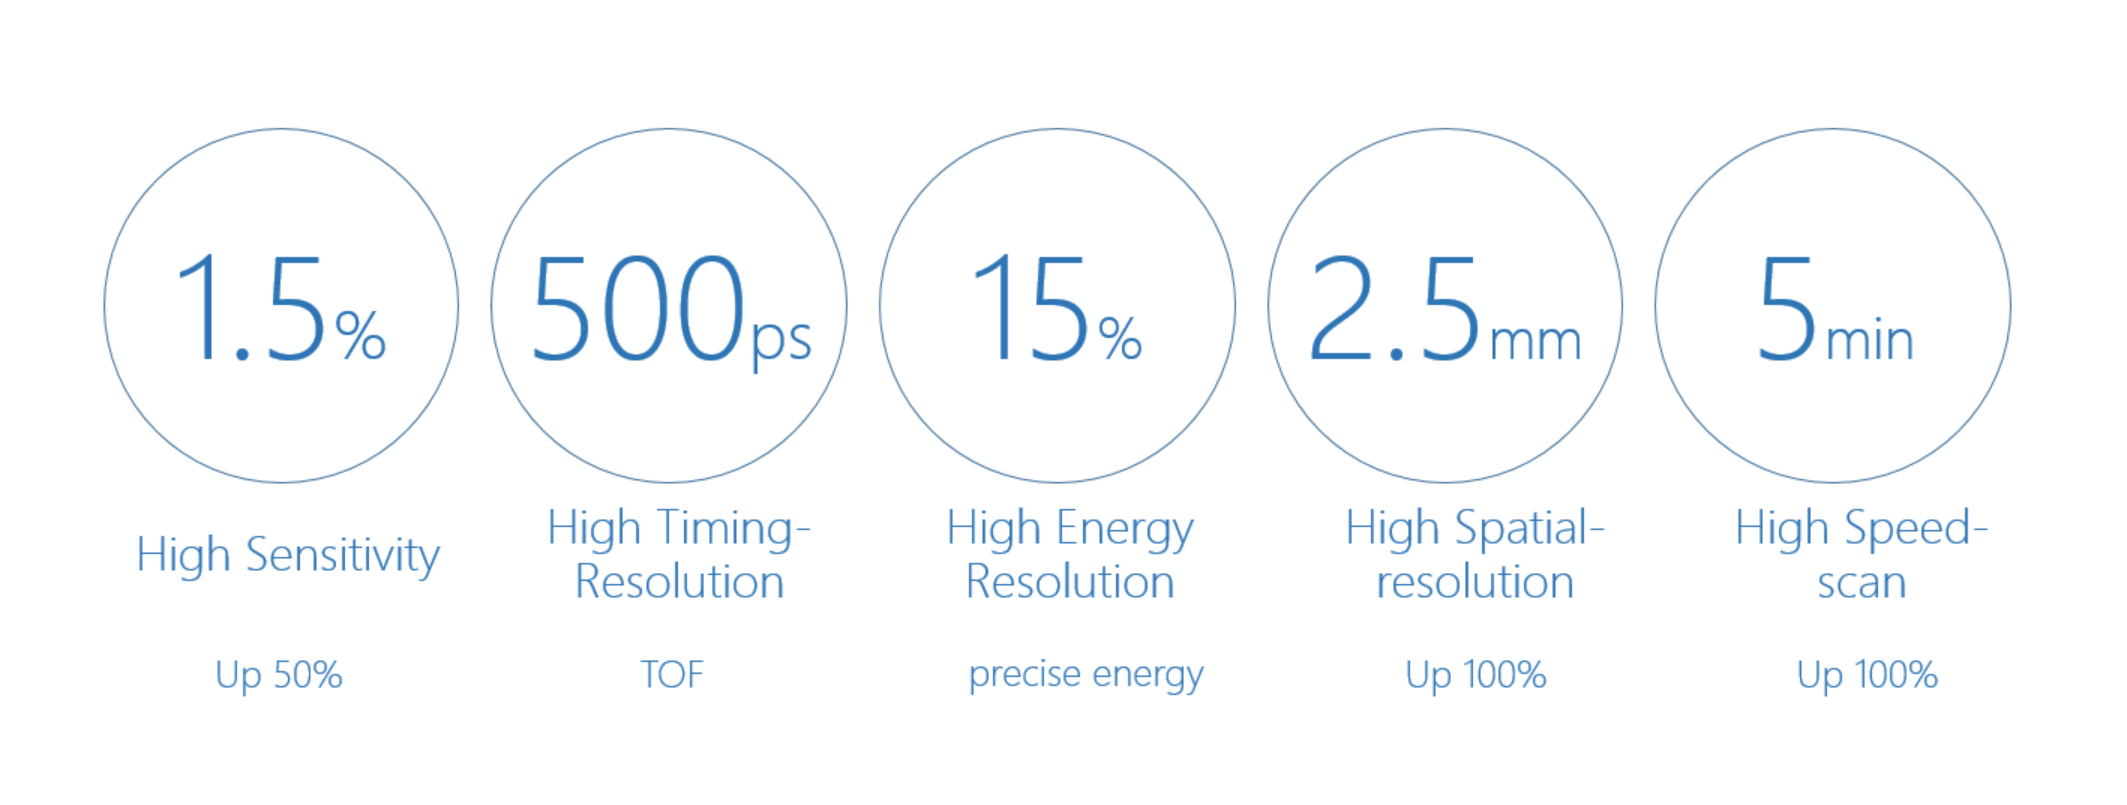 1.5%
500ps
15%
2.5mm
5min
High Sensitivity
High Timing-
Resolution
High Energy
Resolution
High Spatial-
resolution
High Speed-
scan
Up 50%
TOF
precise energy
Up 100%
Up 100%